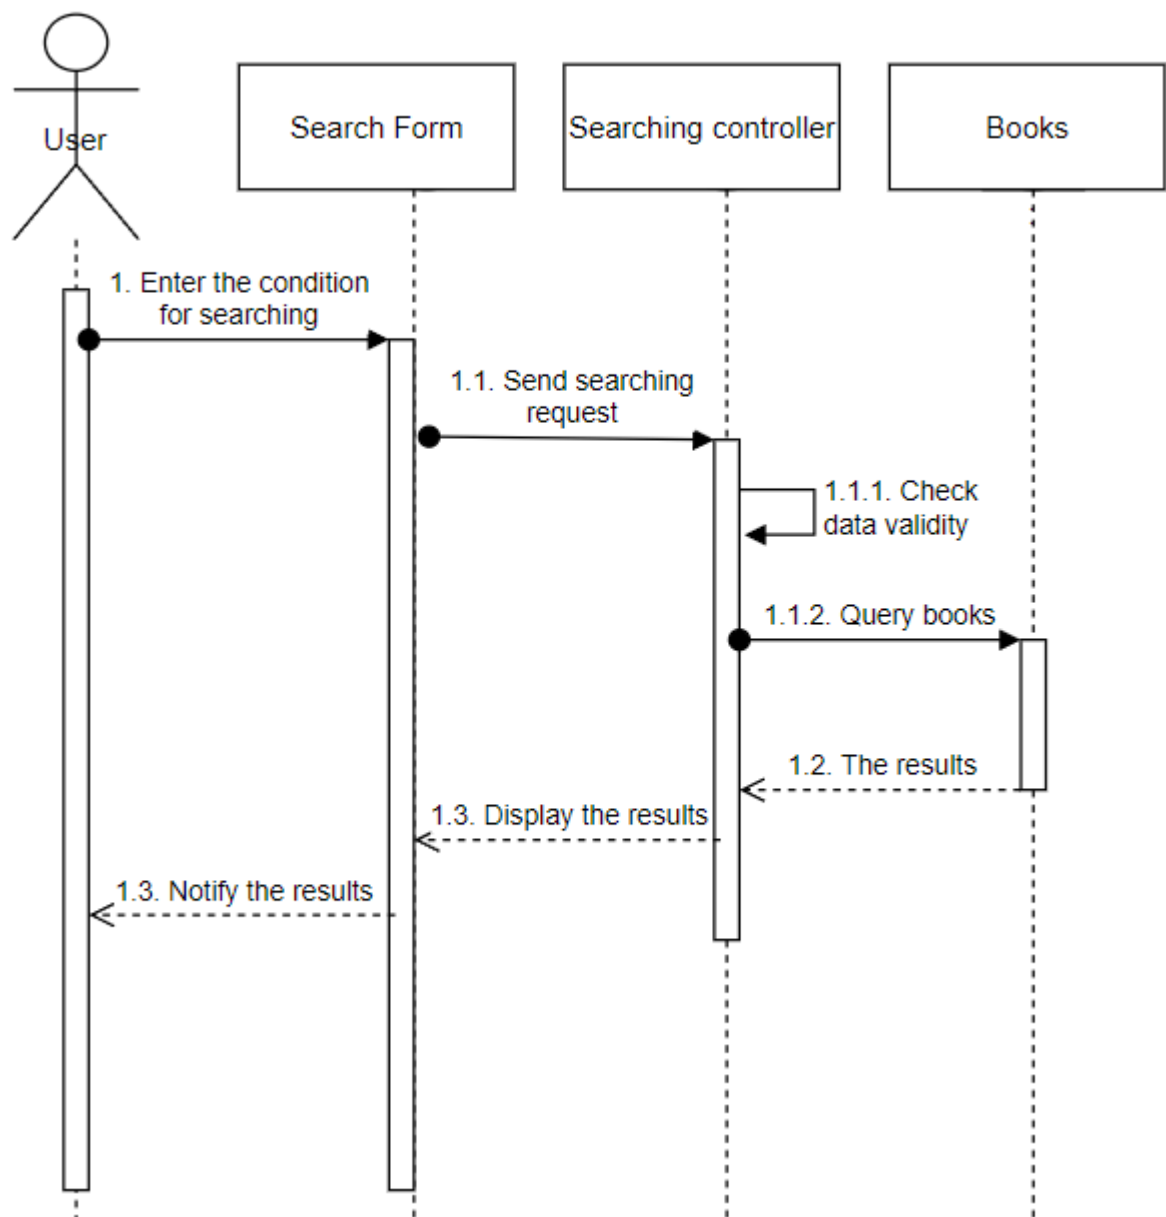 User
Search Form
Searching controller
Books
1. Enter the condition
for searching
1.1. Send searching
request
1.1.1. Check
data validity
1.1.2. Query books
1.2. The results
1.3. Display the results
1.3. Notify the results